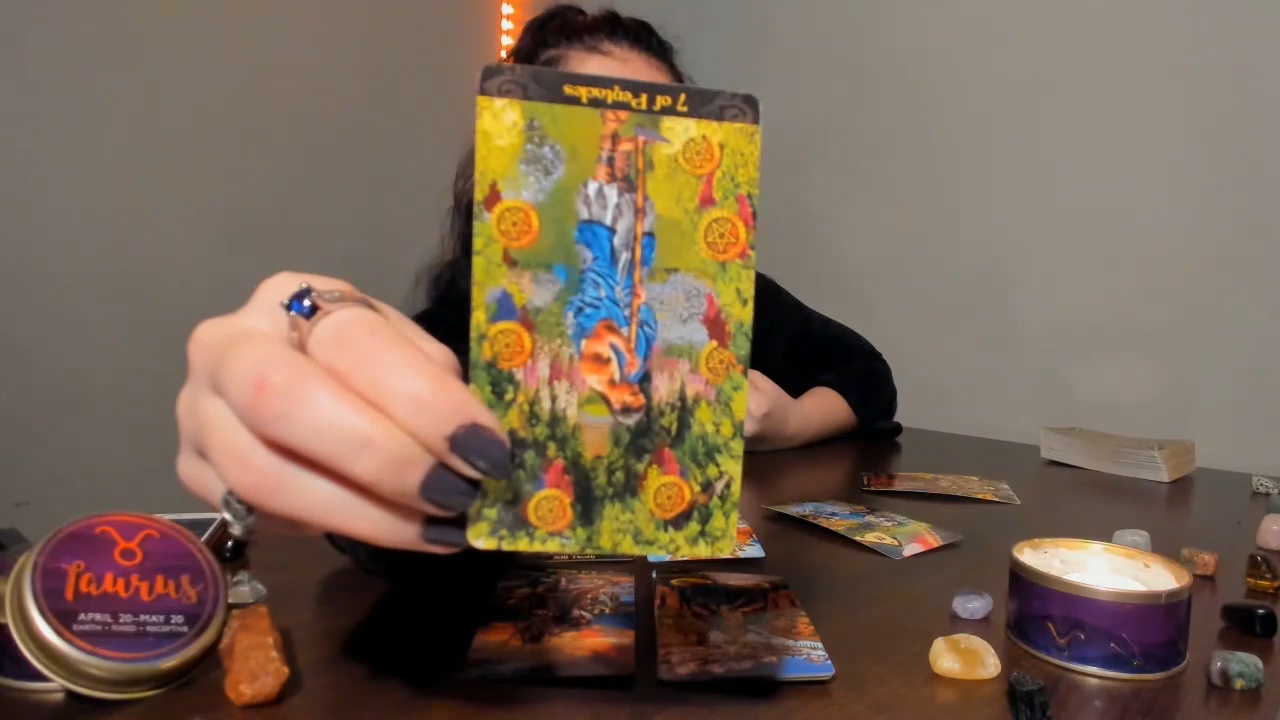 7 of Pentacles
Taurus
APRIL 20–MAY 20
EARTH • FIXED • RECEPTIVE